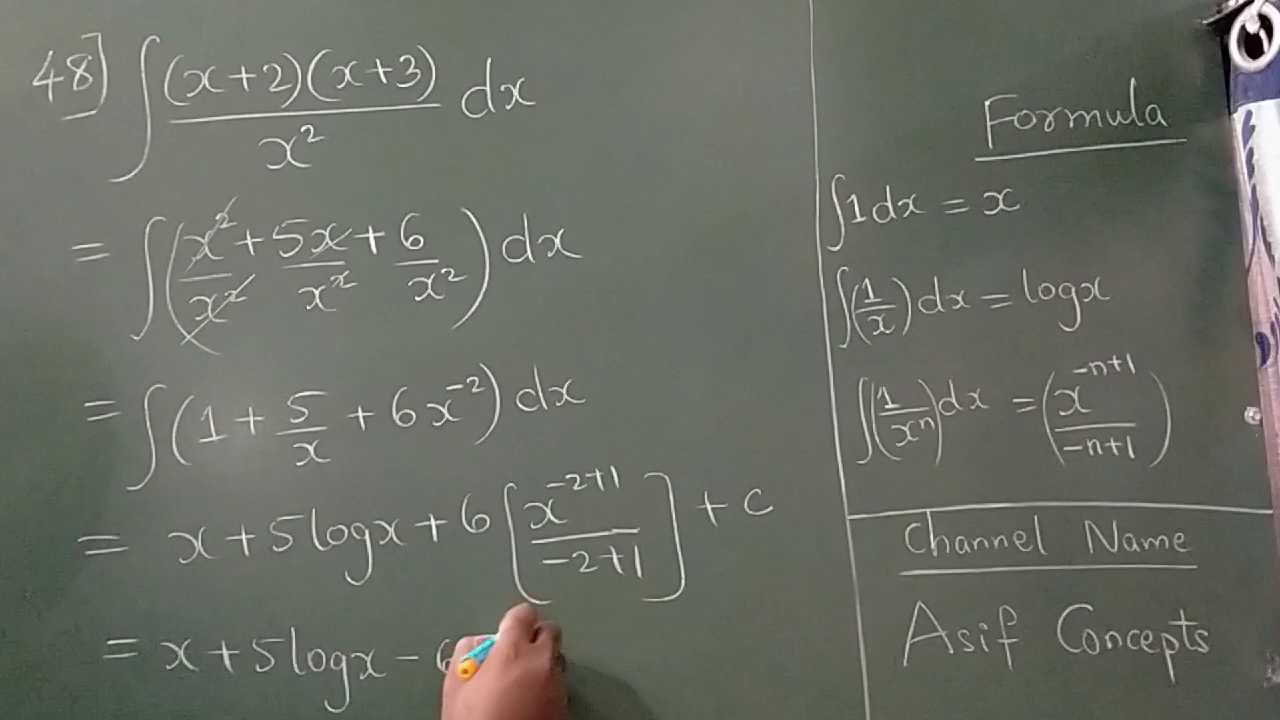 48] ∫ (x+2)(x+3) / x² dx
= ∫ (x²/x² + 5x/x² + 6/x²) dx
= ∫ (1 + 5/x + 6x⁻²) dx
= x + 5 log x + 6 [x⁻²⁺¹ / -2+1] + c
= x + 5 log x - 6
Formula
∫1dx = x
∫(1/x)dx = log x
∫(1/xⁿ)dx = (x⁻ⁿ⁺¹ / -n+1)
Channel Name
Asif Concepts